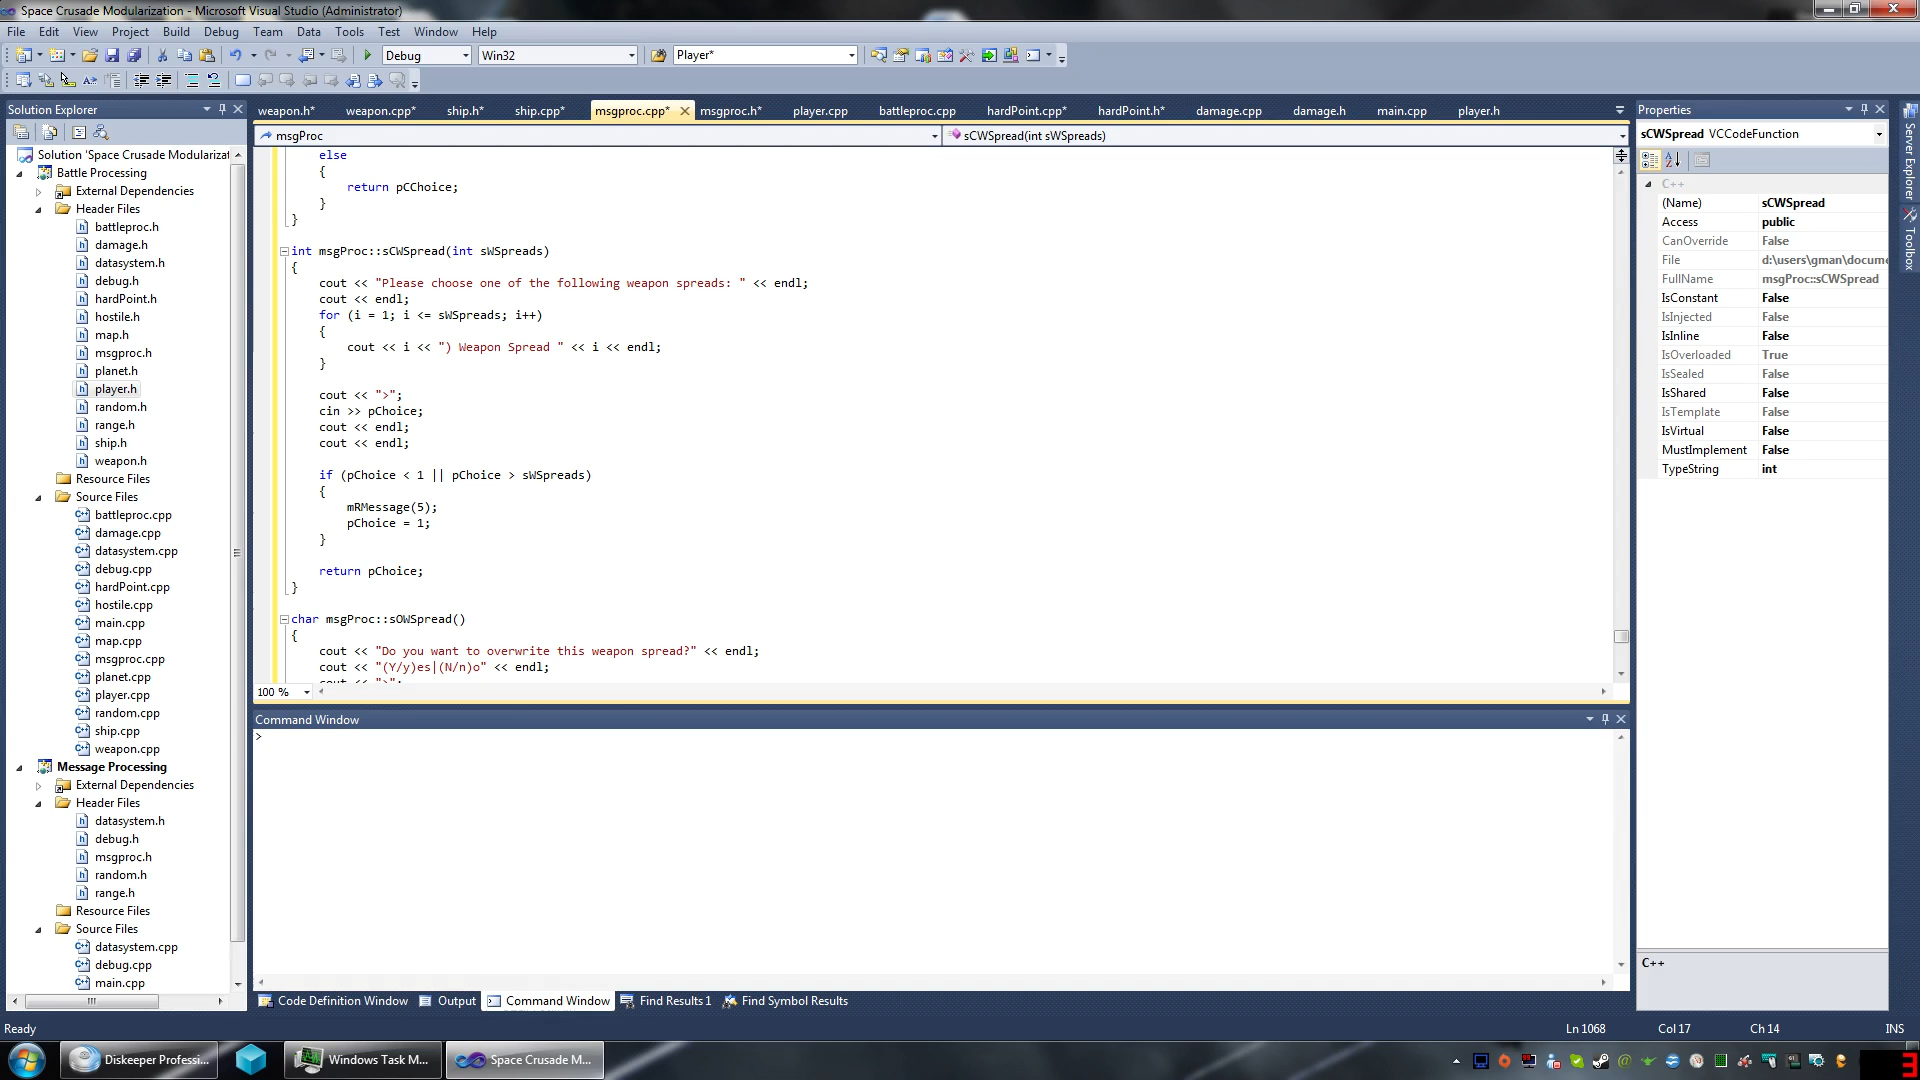 Space Crusade Modularization - Microsoft Visual Studio (Administrator)
File Edit View Project Build Debug Team Data Tools Test Window Help
Debug Win32 Player*
Solution Explorer
weapon.h* weapon.cpp* ship.h* ship.cpp* msgproc.cpp* msgproc.h* player.cpp battleproc.cpp hardPoint.cpp* hardPoint.h* damage.cpp damage.h main.cpp player.h
msgProc sCWSpread(int sWSpreads)
Solution 'Space Crusade Modularizat
Battle Processing
External Dependencies
Header Files
battleproc.h
damage.h
datasystem.h
debug.h
hardPoint.h
hostile.h
map.h
msgproc.h
planet.h
player.h
random.h
range.h
ship.h
weapon.h
Resource Files
Source Files
battleproc.cpp
damage.cpp
datasystem.cpp
debug.cpp
hardPoint.cpp
hostile.cpp
main.cpp
map.cpp
msgproc.cpp
planet.cpp
player.cpp
random.cpp
ship.cpp
weapon.cpp
Message Processing
External Dependencies
Header Files
datasystem.h
debug.h
msgproc.h
random.h
range.h
Resource Files
Source Files
datasystem.cpp
debug.cpp
main.cpp
else
{
return pCChoice;
}
}
int msgProc::sCWSpread(int sWSpreads)
{
cout << "Please choose one of the following weapon spreads: " << endl;
cout << endl;
for (i = 1; i <= sWSpreads; i++)
{
cout << i << ") Weapon Spread " << i << endl;
}
cout << ">";
cin >> pChoice;
cout << endl;
cout << endl;
if (pChoice < 1 || pChoice > sWSpreads)
{
mRMessage(5);
pChoice = 1;
}
return pChoice;
}
char msgProc::sOWSpread()
{
cout << "Do you want to overwrite this weapon spread?" << endl;
cout << "(Y/y)es|(N/n)o" << endl;
cout << ">";
100 %
Command Window
>
Code Definition Window Output Command Window Find Results 1 Find Symbol Results
Properties
sCWSpread VCCodeFunction
C++
(Name) sCWSpread
Access public
CanOverride False
File d:\users\gman\docume
FullName msgProc::sCWSpread
IsConstant False
IsInjected False
IsInline False
IsOverloaded True
IsSealed False
IsShared False
IsTemplate False
IsVirtual False
MustImplement False
TypeString int
C++
Server Explorer
Toolbox
Ready Ln 1068 Col 17 Ch 14 INS
Diskeeper Professi... Windows Task M... Space Crusade M... 3